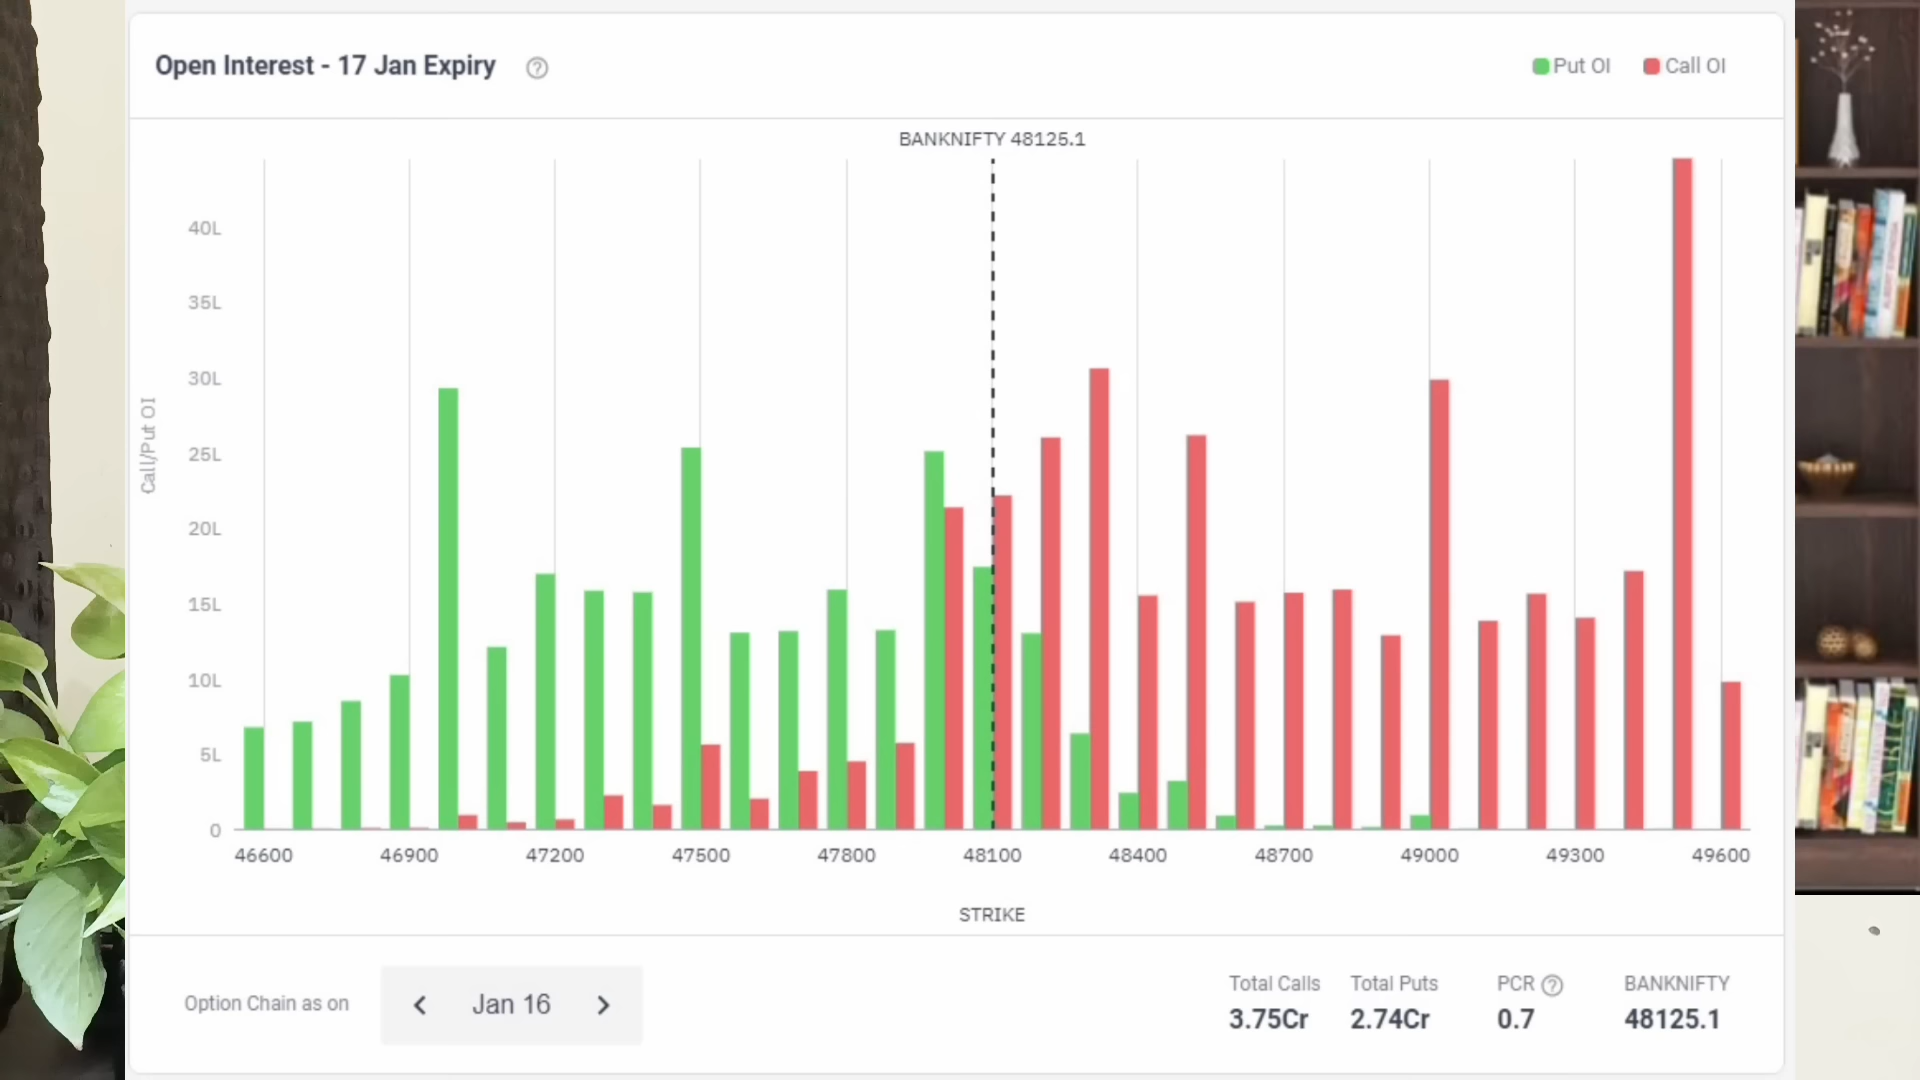 Open Interest - 17 Jan Expiry ?
Put OI Call OI
BANKNIFTY 48125.1
Call/Put OI
40L
35L
30L
25L
20L
15L
10L
5L
0
46600 46900 47200 47500 47800 48100 48400 48700 49000 49300 49600
STRIKE
Option Chain as on < Jan 16 >
Total Calls Total Puts PCR ? BANKNIFTY
3.75Cr 2.74Cr 0.7 48125.1